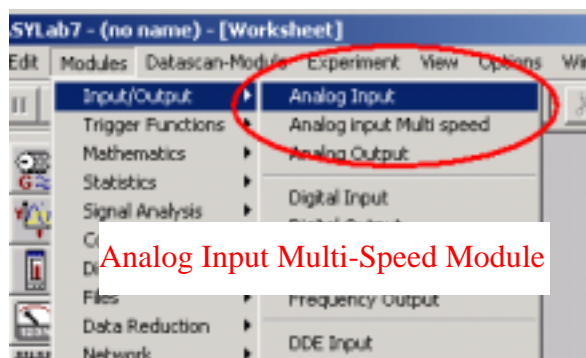 SYLab7 - (no name) - [Worksheet]
Edit Modules Datascan-Module Experiment View Options
Input/Output
Trigger Functions
Mathematics
Statistics
Signal Analysis
Files
Data Reduction
Network
Analog Input
Analog input Multi speed
Analog Output
Digital Input
Digital Output
Analog Input Multi-Speed Module
Frequency Output
DDE Input